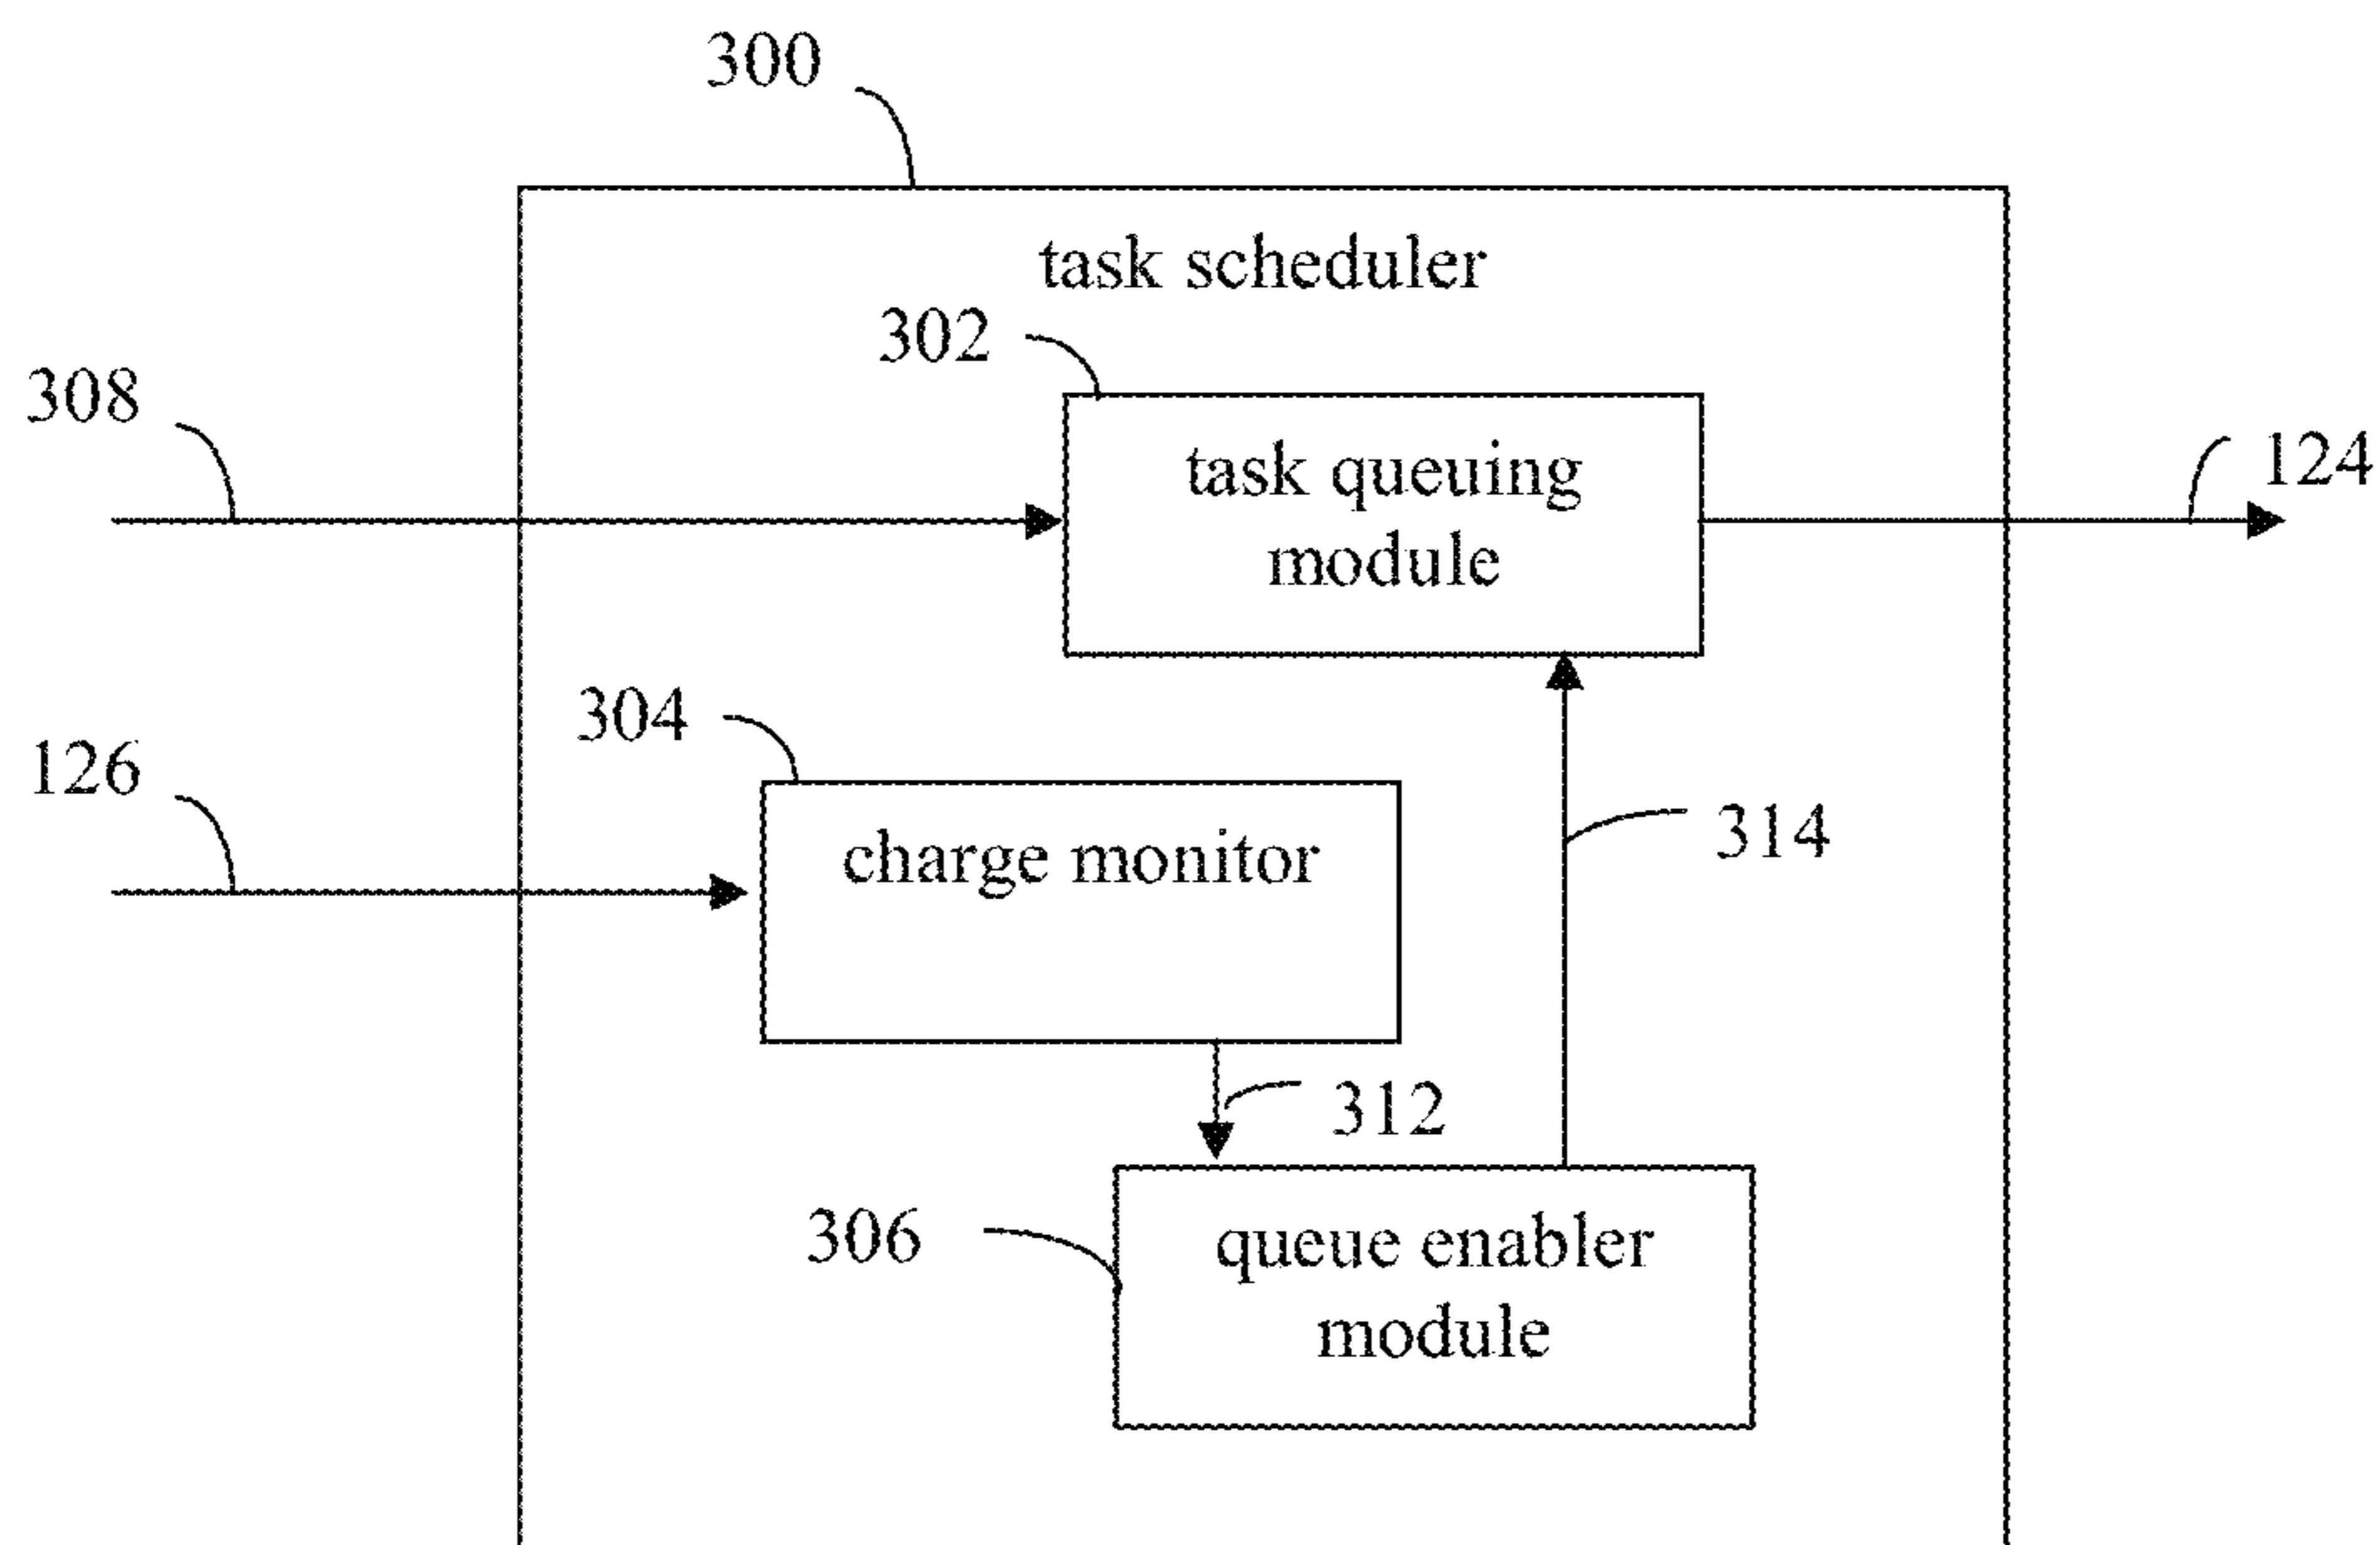 300
task scheduler
302
308
task queuing
module
124
304
126
charge monitor
314
312
306
queue enabler
module